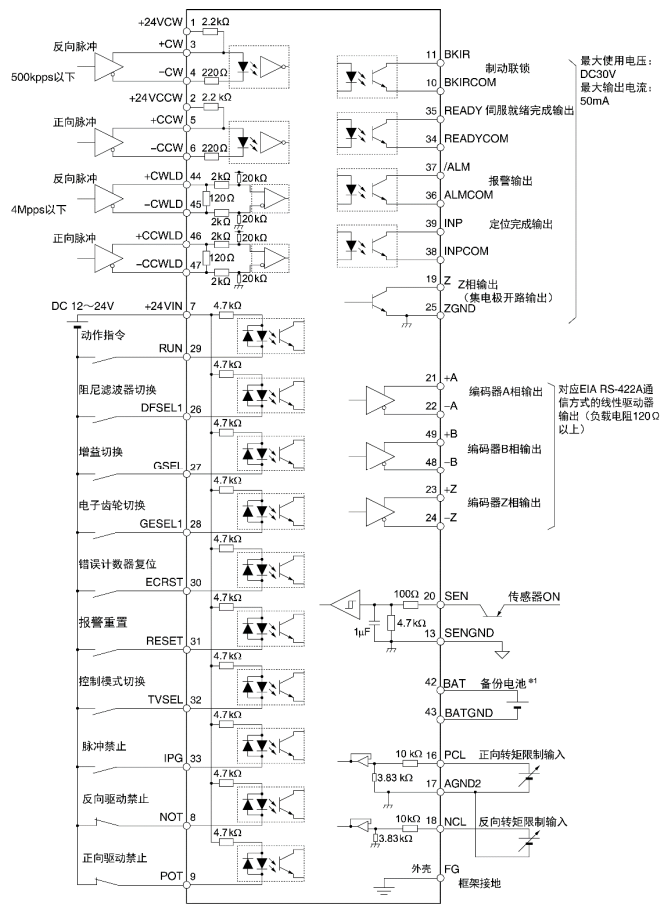 +24VCW 1 2.2kΩ
反向脉冲 +CW 3
500kpps以下 −CW 4 220Ω
+24VCCW 2 2.2 kΩ
正向脉冲 +CCW 5
−CCW 6 220Ω
反向脉冲 +CWLD 44 2kΩ 20kΩ
120Ω
4Mpps以下 −CWLD 45 2kΩ 20kΩ
正向脉冲 +CCWLD 46 2kΩ 20kΩ
120Ω
−CCWLD 47 2kΩ 20kΩ
DC 12～24V +24VIN 7 4.7kΩ
动作指令
RUN 29
4.7kΩ
阻尼滤波器切换
DFSEL1 26
4.7kΩ
增益切换
GSEL 27
4.7kΩ
电子齿轮切换
GESEL1 28
4.7kΩ
错误计数器复位
ECRST 30
4.7kΩ
报警重置
RESET 31
4.7kΩ
控制模式切换
TVSEL 32
4.7kΩ
脉冲禁止
IPG 33
4.7kΩ
反向驱动禁止
NOT 8
4.7kΩ
正向驱动禁止
POT 9
11 BKIR
制动联锁
10 BKIRCOM
35 READY 伺服就绪完成输出
34 READYCOM
37 /ALM
报警输出
36 ALMCOM
39 INP 定位完成输出
38 INPCOM
19 Z Z相输出
（集电极开路输出）
25 ZGND
最大使用电压：
DC30V
最大输出电流：
50mA
21 +A
编码器A相输出
22 −A
49 +B
编码器B相输出
48 −B
23 +Z
编码器Z相输出
24 −Z
对应EIA RS-422A通
信方式的线性驱动器
输出（负载电阻120Ω
以上）
100Ω 20 SEN 传感器ON
1μF 4.7kΩ
13 SENGND
42 BAT 备份电池*1
43 BATGND
10 kΩ 16 PCL 正向转矩限制输入
3.83 kΩ
17 AGND2
10kΩ 18 NCL 反向转矩限制输入
3.83kΩ
外壳 FG
框架接地